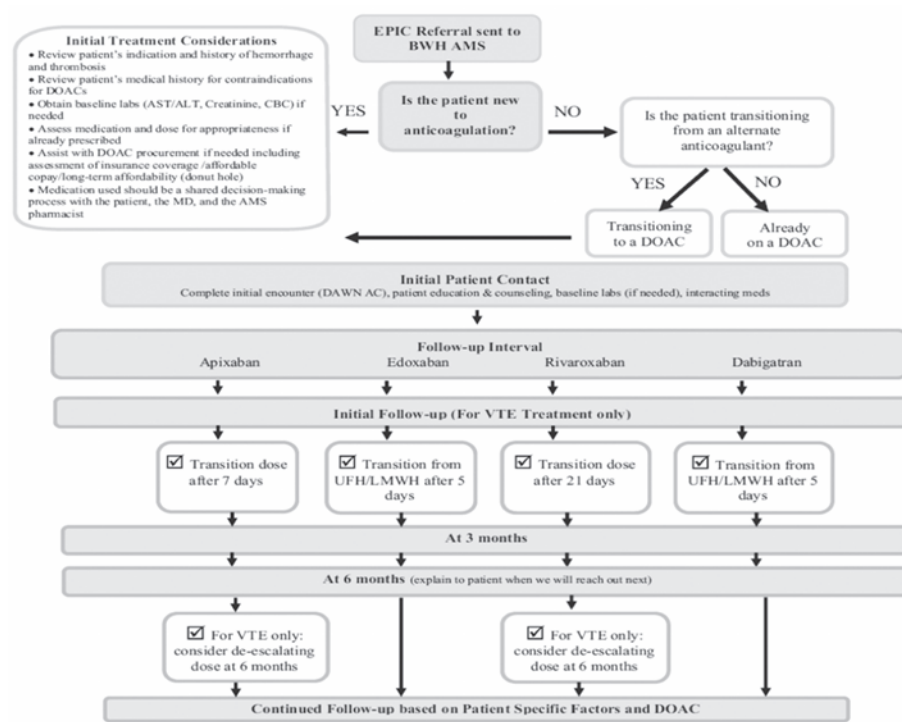 EPIC Referral sent to
BWH AMS
Initial Treatment Considerations
● Review patient's indication and history of hemorrhage
and thrombosis
● Review patient's medical history for contraindications
for DOACs
● Obtain baseline labs (AST/ALT, Creatinine, CBC) if
needed
● Assess medication and dose for appropriateness if
already prescribed
● Assist with DOAC procurement if needed including
assessment of insurance coverage /affordable
copay/long-term affordability (donut hole)
● Medication used should be a shared decision-making
process with the patient, the MD, and the AMS
pharmacist
YES
Is the patient new
to
anticoagulation?
NO
Is the patient transitioning
from an alternate
anticoagulant?
YES
NO
Transitioning
to a DOAC
Already
on a DOAC
Initial Patient Contact
Complete initial encounter (DAWN AC), patient education & counseling, baseline labs (if needed), interacting meds
Follow-up Interval
Apixaban
Edoxaban
Rivaroxaban
Dabigatran
Initial Follow-up (For VTE Treatment only)
☑ Transition dose
after 7 days
☑ Transition from
UFH/LMWH after 5
days
☑ Transition dose
after 21 days
☑ Transition from
UFH/LMWH after 5
days
At 3 months
At 6 months (explain to patient when we will reach out next)
☑ For VTE only:
consider de-escalating
dose at 6 months
☑ For VTE only:
consider de-escalating
dose at 6 months
Continued Follow-up based on Patient Specific Factors and DOAC